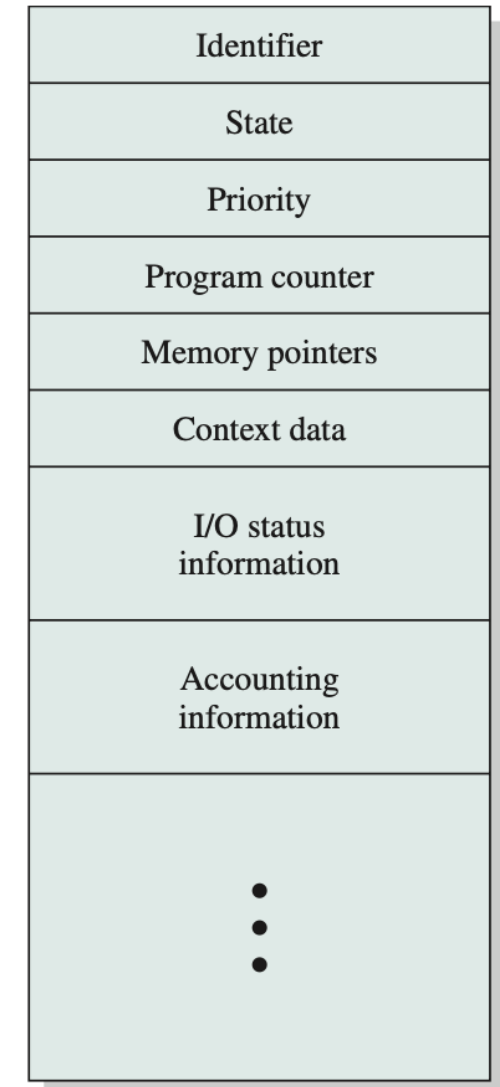 Identifier
State
Priority
Program counter
Memory pointers
Context data
I/O status
information
Accounting
information